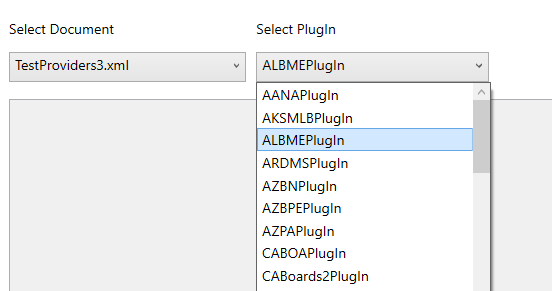 Select Document
Select PlugIn
TestProviders3.xml
ALBMEPlugIn
AANAPlugIn
AKSMLBPlugIn
ALBMEPlugIn
ARDMSPlugIn
AZBNPlugIn
AZBPEPlugIn
AZPAPlugIn
CABOAPlugIn
CABoards2PlugIn